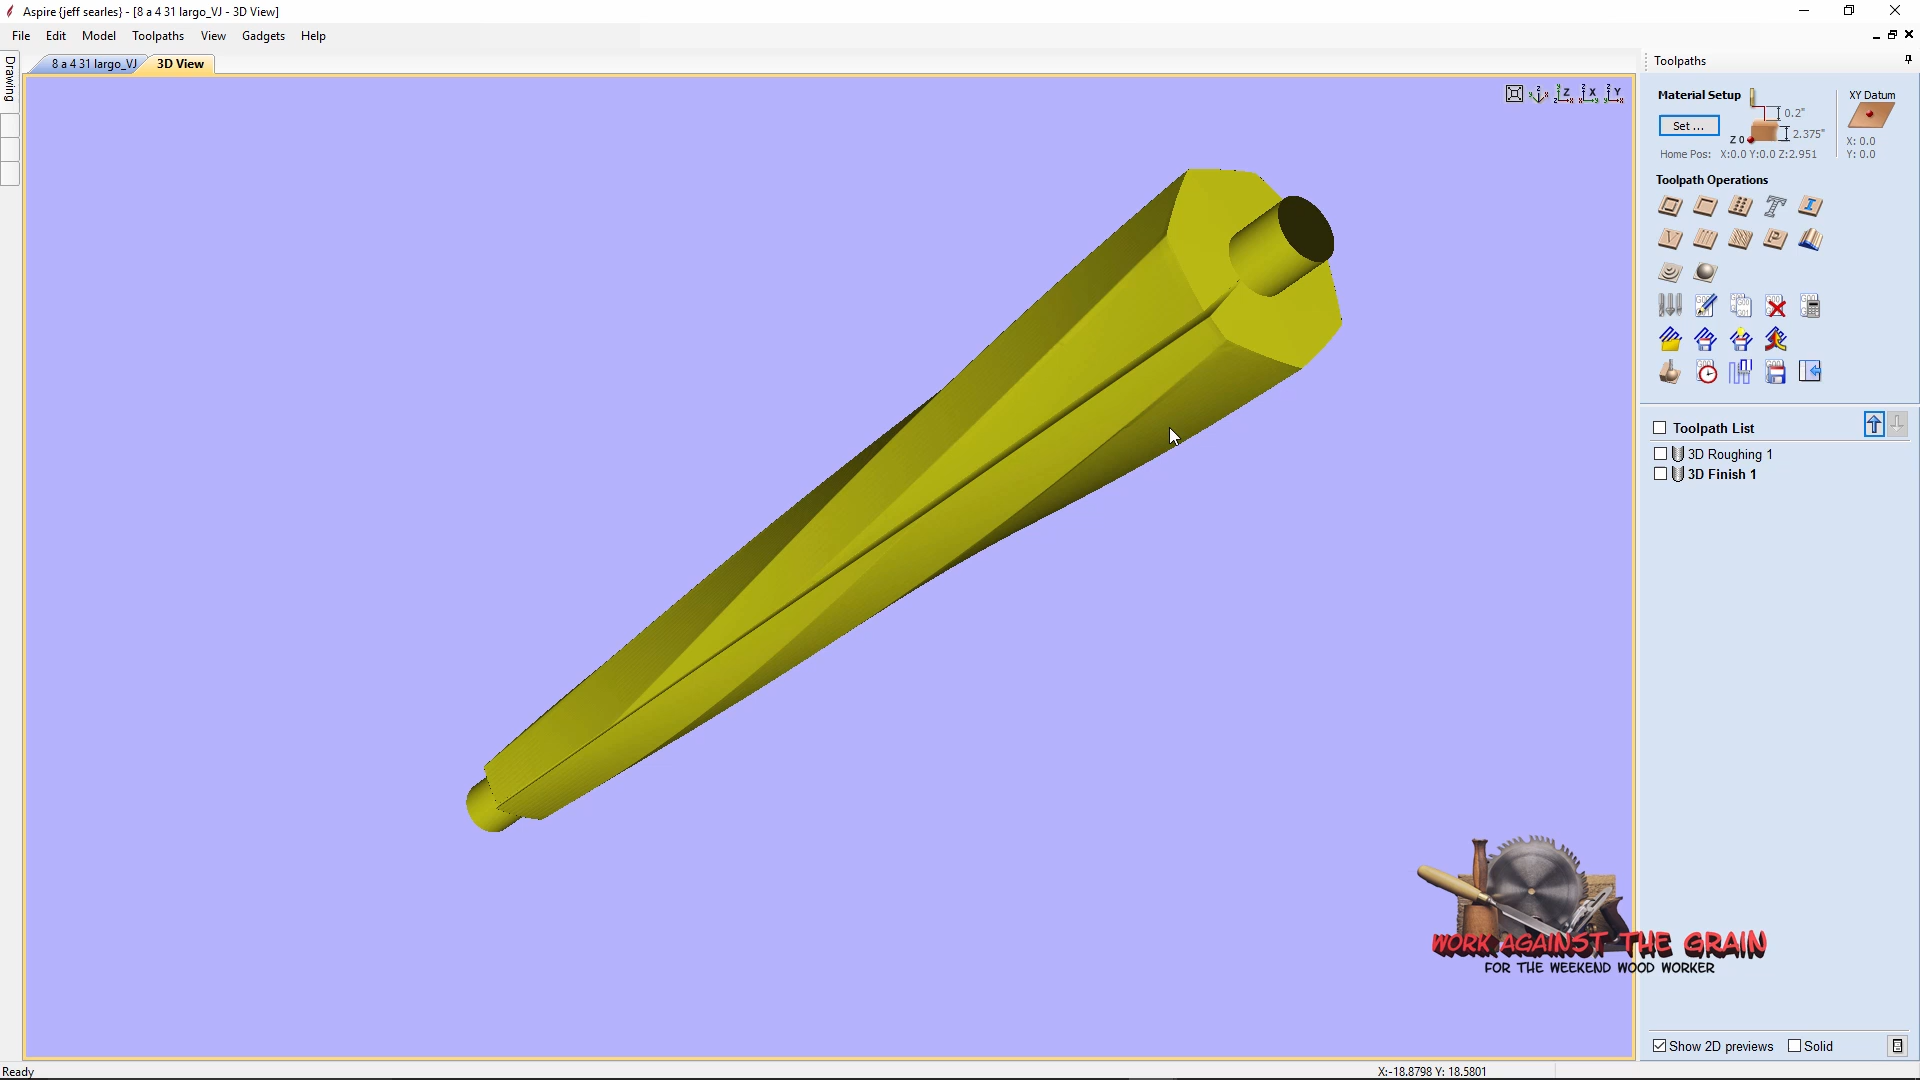 Aspire {jeff searles} - [8 a 4 31 largo_VJ - 3D View]
File Edit Model Toolpaths View Gadgets Help
Drawing
8 a 4 31 largo_VJ
3D View
Toolpaths
Material Setup
Set ...
0.2"
Z 0
2.375"
Home Pos: X:0.0 Y:0.0 Z:2.951
XY Datum
X: 0.0
Y: 0.0
Toolpath Operations
Toolpath List
3D Roughing 1
3D Finish 1
WORK AGAINST THE GRAIN
FOR THE WEEKEND WOOD WORKER
Show 2D previews
Solid
Ready
X:-18.8798 Y: 18.5801